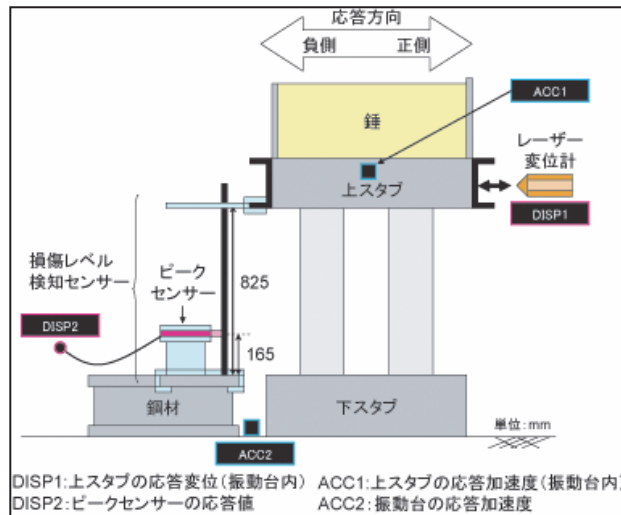 応答方向
負側 正側
ACC1
錘
レーザー
変位計
上スタブ
DISP1
損傷レベル
検知センサー
ピーク
センサー
825
DISP2
165
鋼材
下スタブ
単位:mm
ACC2
DISP1:上スタブの応答変位(振動台内) ACC1:上スタブの応答加速度(振動台内)
DISP2:ピークセンサーの応答値 ACC2:振動台の応答加速度